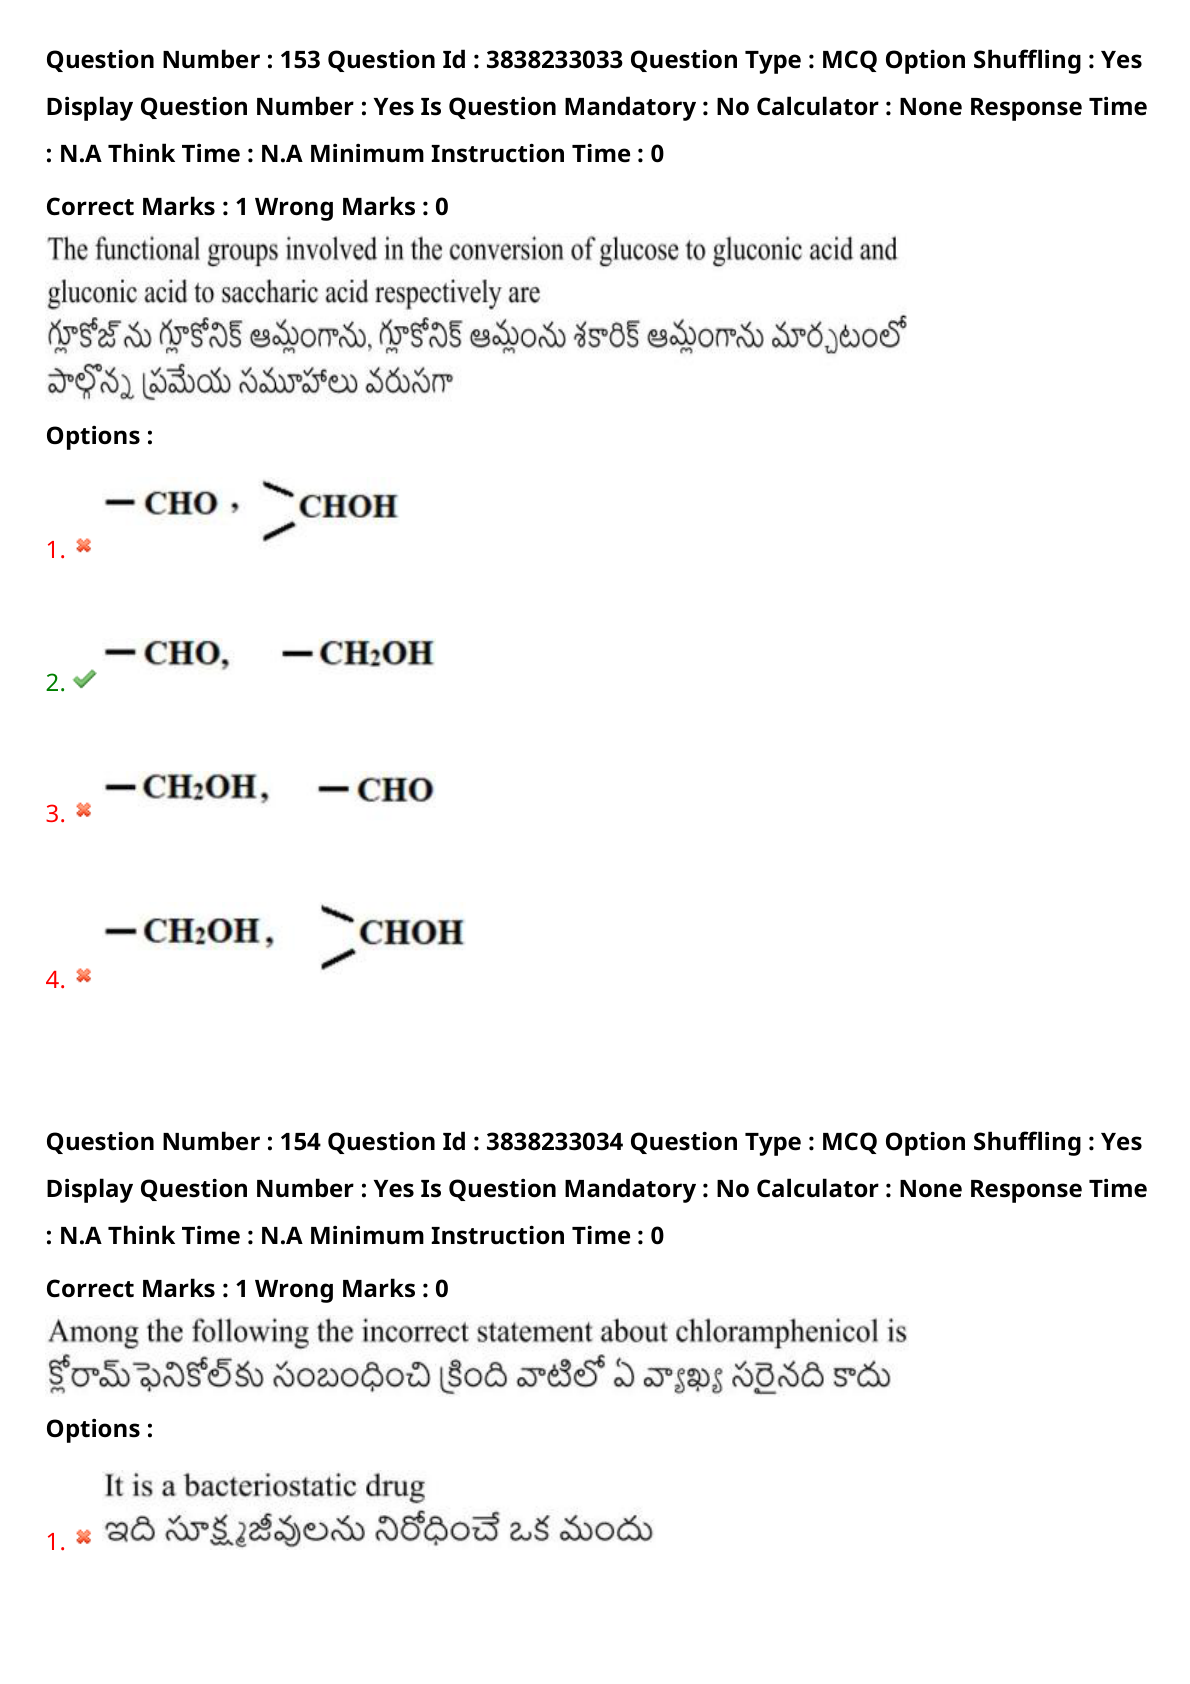 Question Number : 153 Question Id : 3838233033 Question Type : MCQ Option Shuffling : Yes
Display Question Number : Yes Is Question Mandatory : No Calculator : None Response Time
: N.A Think Time : N.A Minimum Instruction Time : 0
Correct Marks : 1 Wrong Marks : 0
The functional groups involved in the conversion of glucose to gluconic acid and
gluconic acid to saccharic acid respectively are
గ్లూకోజ్ ను గ్లూకోనిక్ ఆమ్లంగాను, గ్లూకోనిక్ ఆమ్లంను శకారిక్ ఆమ్లంగాను మార్చటంలో
పాల్గొన్న ప్రమేయ సమూహాలు వరుసగా
Options :
— CHO , >CHOH
1.
— CHO, — CH₂OH
2.
— CH₂OH, — CHO
3.
— CH₂OH, >CHOH
4.
Question Number : 154 Question Id : 3838233034 Question Type : MCQ Option Shuffling : Yes
Display Question Number : Yes Is Question Mandatory : No Calculator : None Response Time
: N.A Think Time : N.A Minimum Instruction Time : 0
Correct Marks : 1 Wrong Marks : 0
Among the following the incorrect statement about chloramphenicol is
క్లోరామ్ ఫెనికోల్‌కు సంబంధించి క్రింది వాటిలో ఏ వ్యాఖ్య సరైనది కాదు
Options :
It is a bacteriostatic drug
1. ఇది సూక్ష్మజీవులను నిరోధించే ఒక మందు